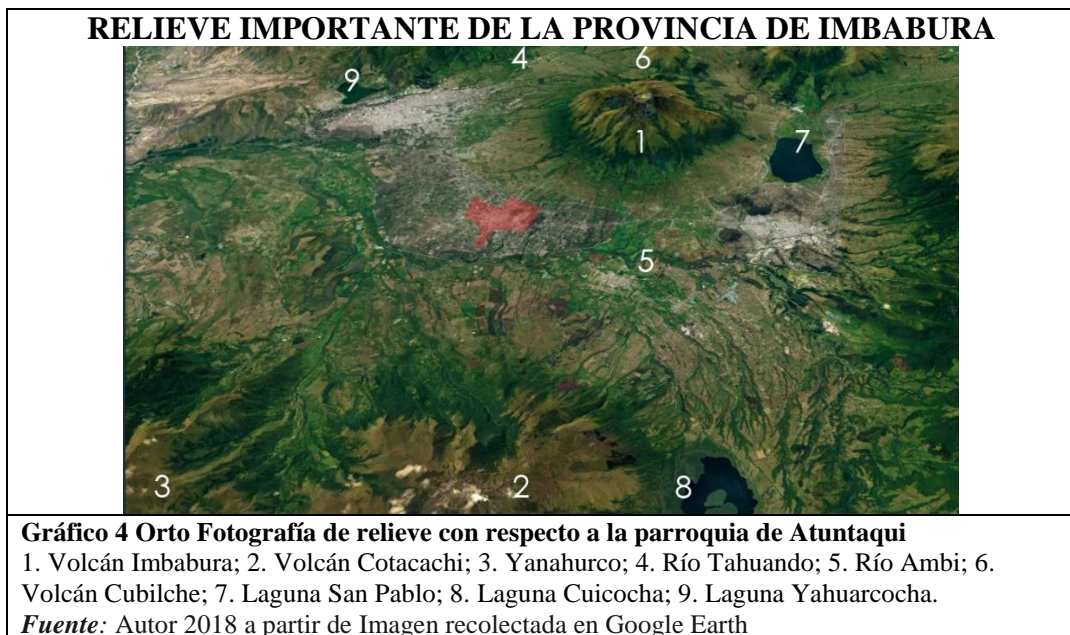 RELIEVE IMPORTANTE DE LA PROVINCIA DE IMBABURA
4 6
9
1 7
5
3 2 8
Gráfico 4 Orto Fotografía de relieve con respecto a la parroquia de Atuntaqui
1. Volcán Imbabura; 2. Volcán Cotacachi; 3. Yanahurco; 4. Río Tahuando; 5. Río Ambi; 6.
Volcán Cubilche; 7. Laguna San Pablo; 8. Laguna Cuicocha; 9. Laguna Yahuarcocha.
Fuente: Autor 2018 a partir de Imagen recolectada en Google Earth